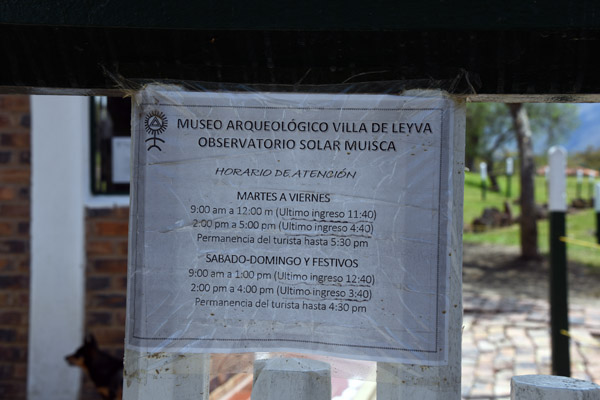 MUSEO ARQUEOLÓGICO VILLA DE LEYVA
OBSERVATORIO SOLAR MUISCA
HORARIO DE ATENCIÓN
MARTES A VIERNES
9:00 am a 12:00 m (Ultimo ingreso 11:40)
2:00 pm a 5:00 pm (Ultimo ingreso 4:40)
Permanencia del turista hasta 5:30 pm
SABADO-DOMINGO Y FESTIVOS
9:00 am a 1:00 pm (Ultimo ingreso 12:40)
2:00 pm a 4:00 pm (Ultimo ingreso 3:40)
Permanencia del turista hasta 4:30 pm